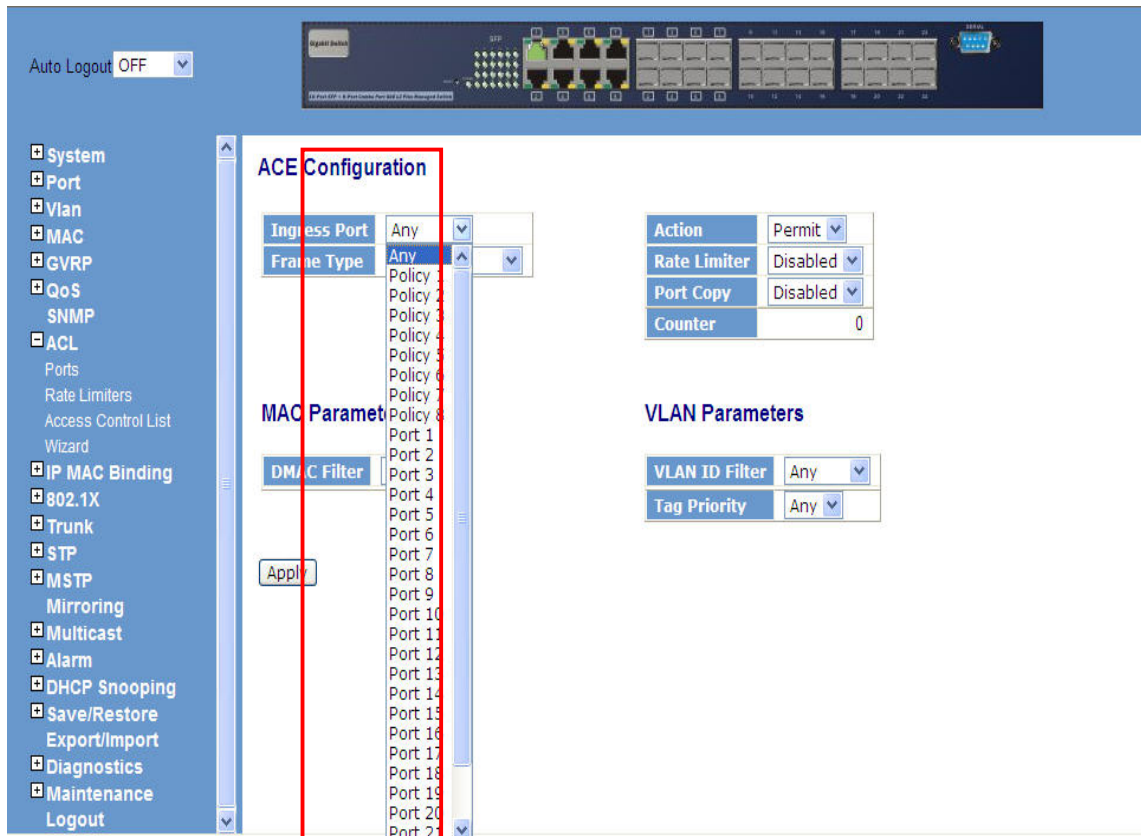 Auto Logout OFF
Gigabit Switch
SFP
System
Port
Vlan
MAC
GVRP
QoS
SNMP
ACL
Ports
Rate Limiters
Access Control List
Wizard
IP MAC Binding
802.1X
Trunk
STP
MSTP
Mirroring
Multicast
Alarm
DHCP Snooping
Save/Restore
Export/Import
Diagnostics
Maintenance
Logout
ACE Configuration
Ingress Port Any
Frame Type
Any
Policy 1
Policy 2
Policy 3
Policy 4
Policy 5
Policy 6
Policy 7
Policy 8
Port 1
Port 2
Port 3
Port 4
Port 5
Port 6
Port 7
Port 8
Port 9
Port 10
Port 11
Port 12
Port 13
Port 14
Port 15
Port 16
Port 17
Port 18
Port 19
Port 20
Port 21
Action Permit
Rate Limiter Disabled
Port Copy Disabled
Counter 0
MAC Paramet
DMAC Filter
VLAN Parameters
VLAN ID Filter Any
Tag Priority Any
Apply